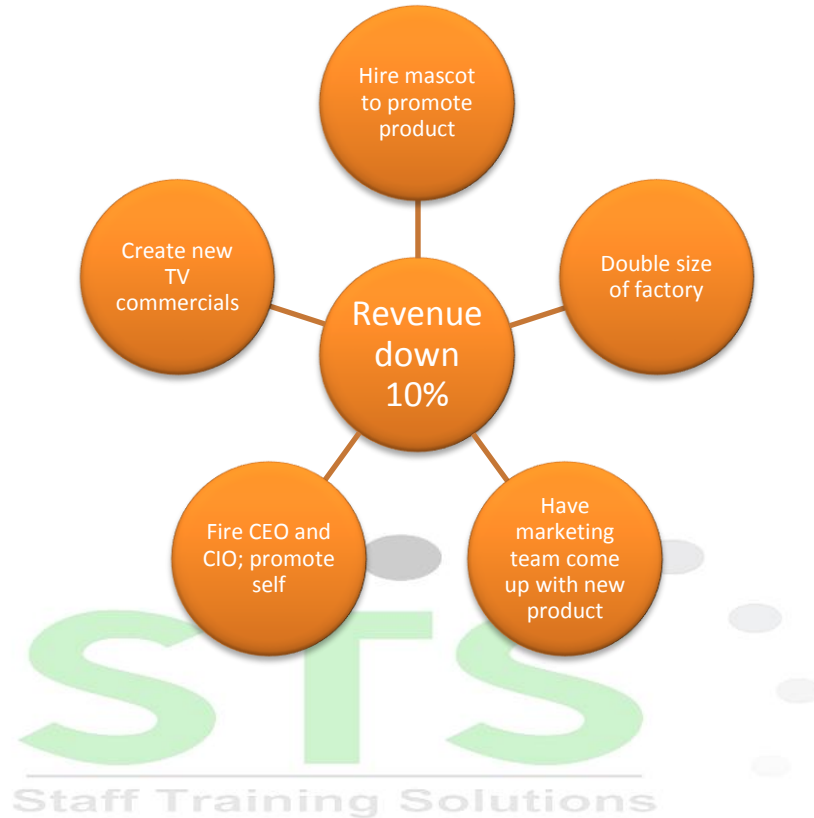 Hire mascot
to promote
product
Create new
TV
commercials
Double size
of factory
Revenue
down
10%
Fire CEO and
CIO; promote
self
Have
marketing
team come
up with new
product
STS
Staff Training Solutions